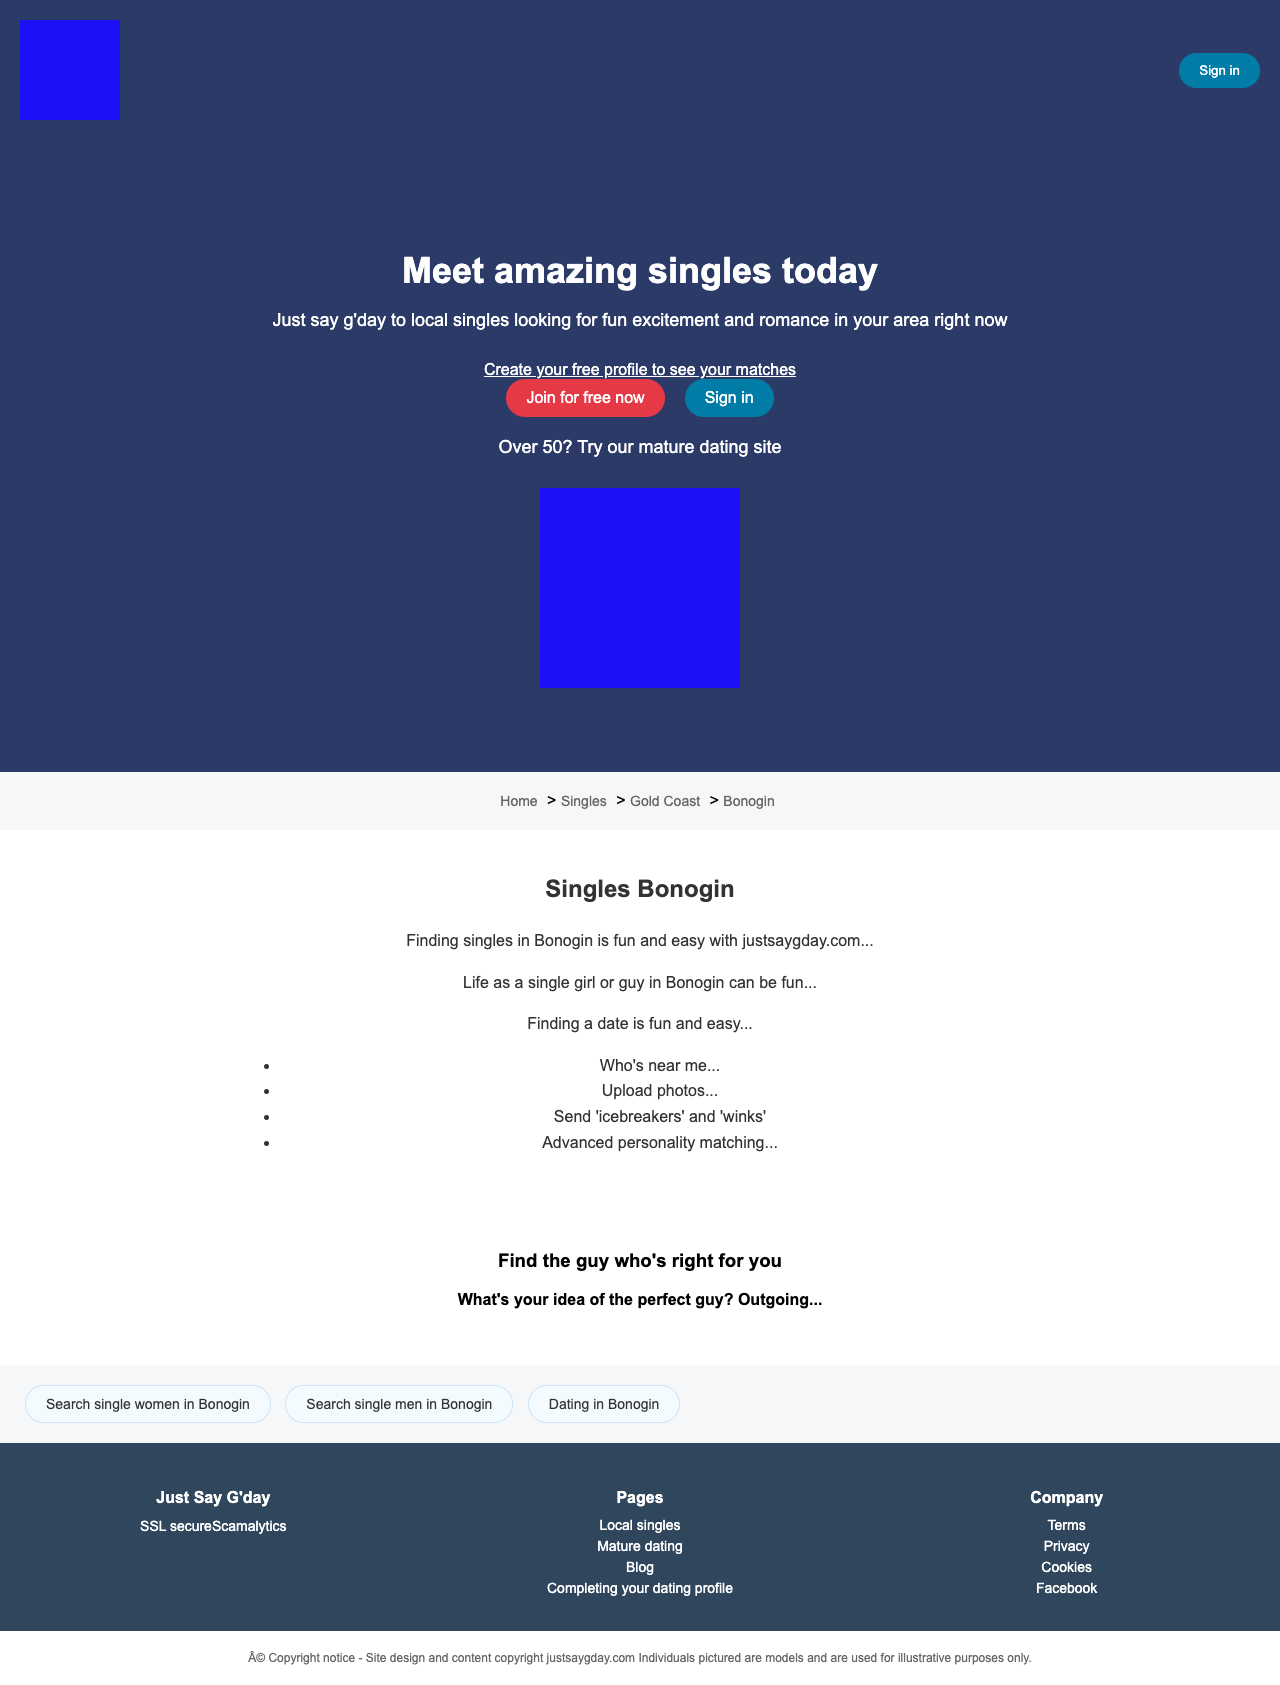 Sign in
Meet amazing singles today
Just say g'day to local singles looking for fun excitement and romance in your area right now
Create your free profile to see your matches
Join for free now Sign in
Over 50? Try our mature dating site
Home > Singles > Gold Coast > Bonogin
Singles Bonogin
Finding singles in Bonogin is fun and easy with justsaygday.com...
Life as a single girl or guy in Bonogin can be fun...
Finding a date is fun and easy...
• Who's near me...
• Upload photos...
• Send 'icebreakers' and 'winks'
• Advanced personality matching...
Find the guy who's right for you
What's your idea of the perfect guy? Outgoing...
Search single women in Bonogin Search single men in Bonogin Dating in Bonogin
Just Say G'day
SSL secureScamalytics
Pages
Local singles
Mature dating
Blog
Completing your dating profile
Company
Terms
Privacy
Cookies
Facebook
Â© Copyright notice - Site design and content copyright justsaygday.com Individuals pictured are models and are used for illustrative purposes only.